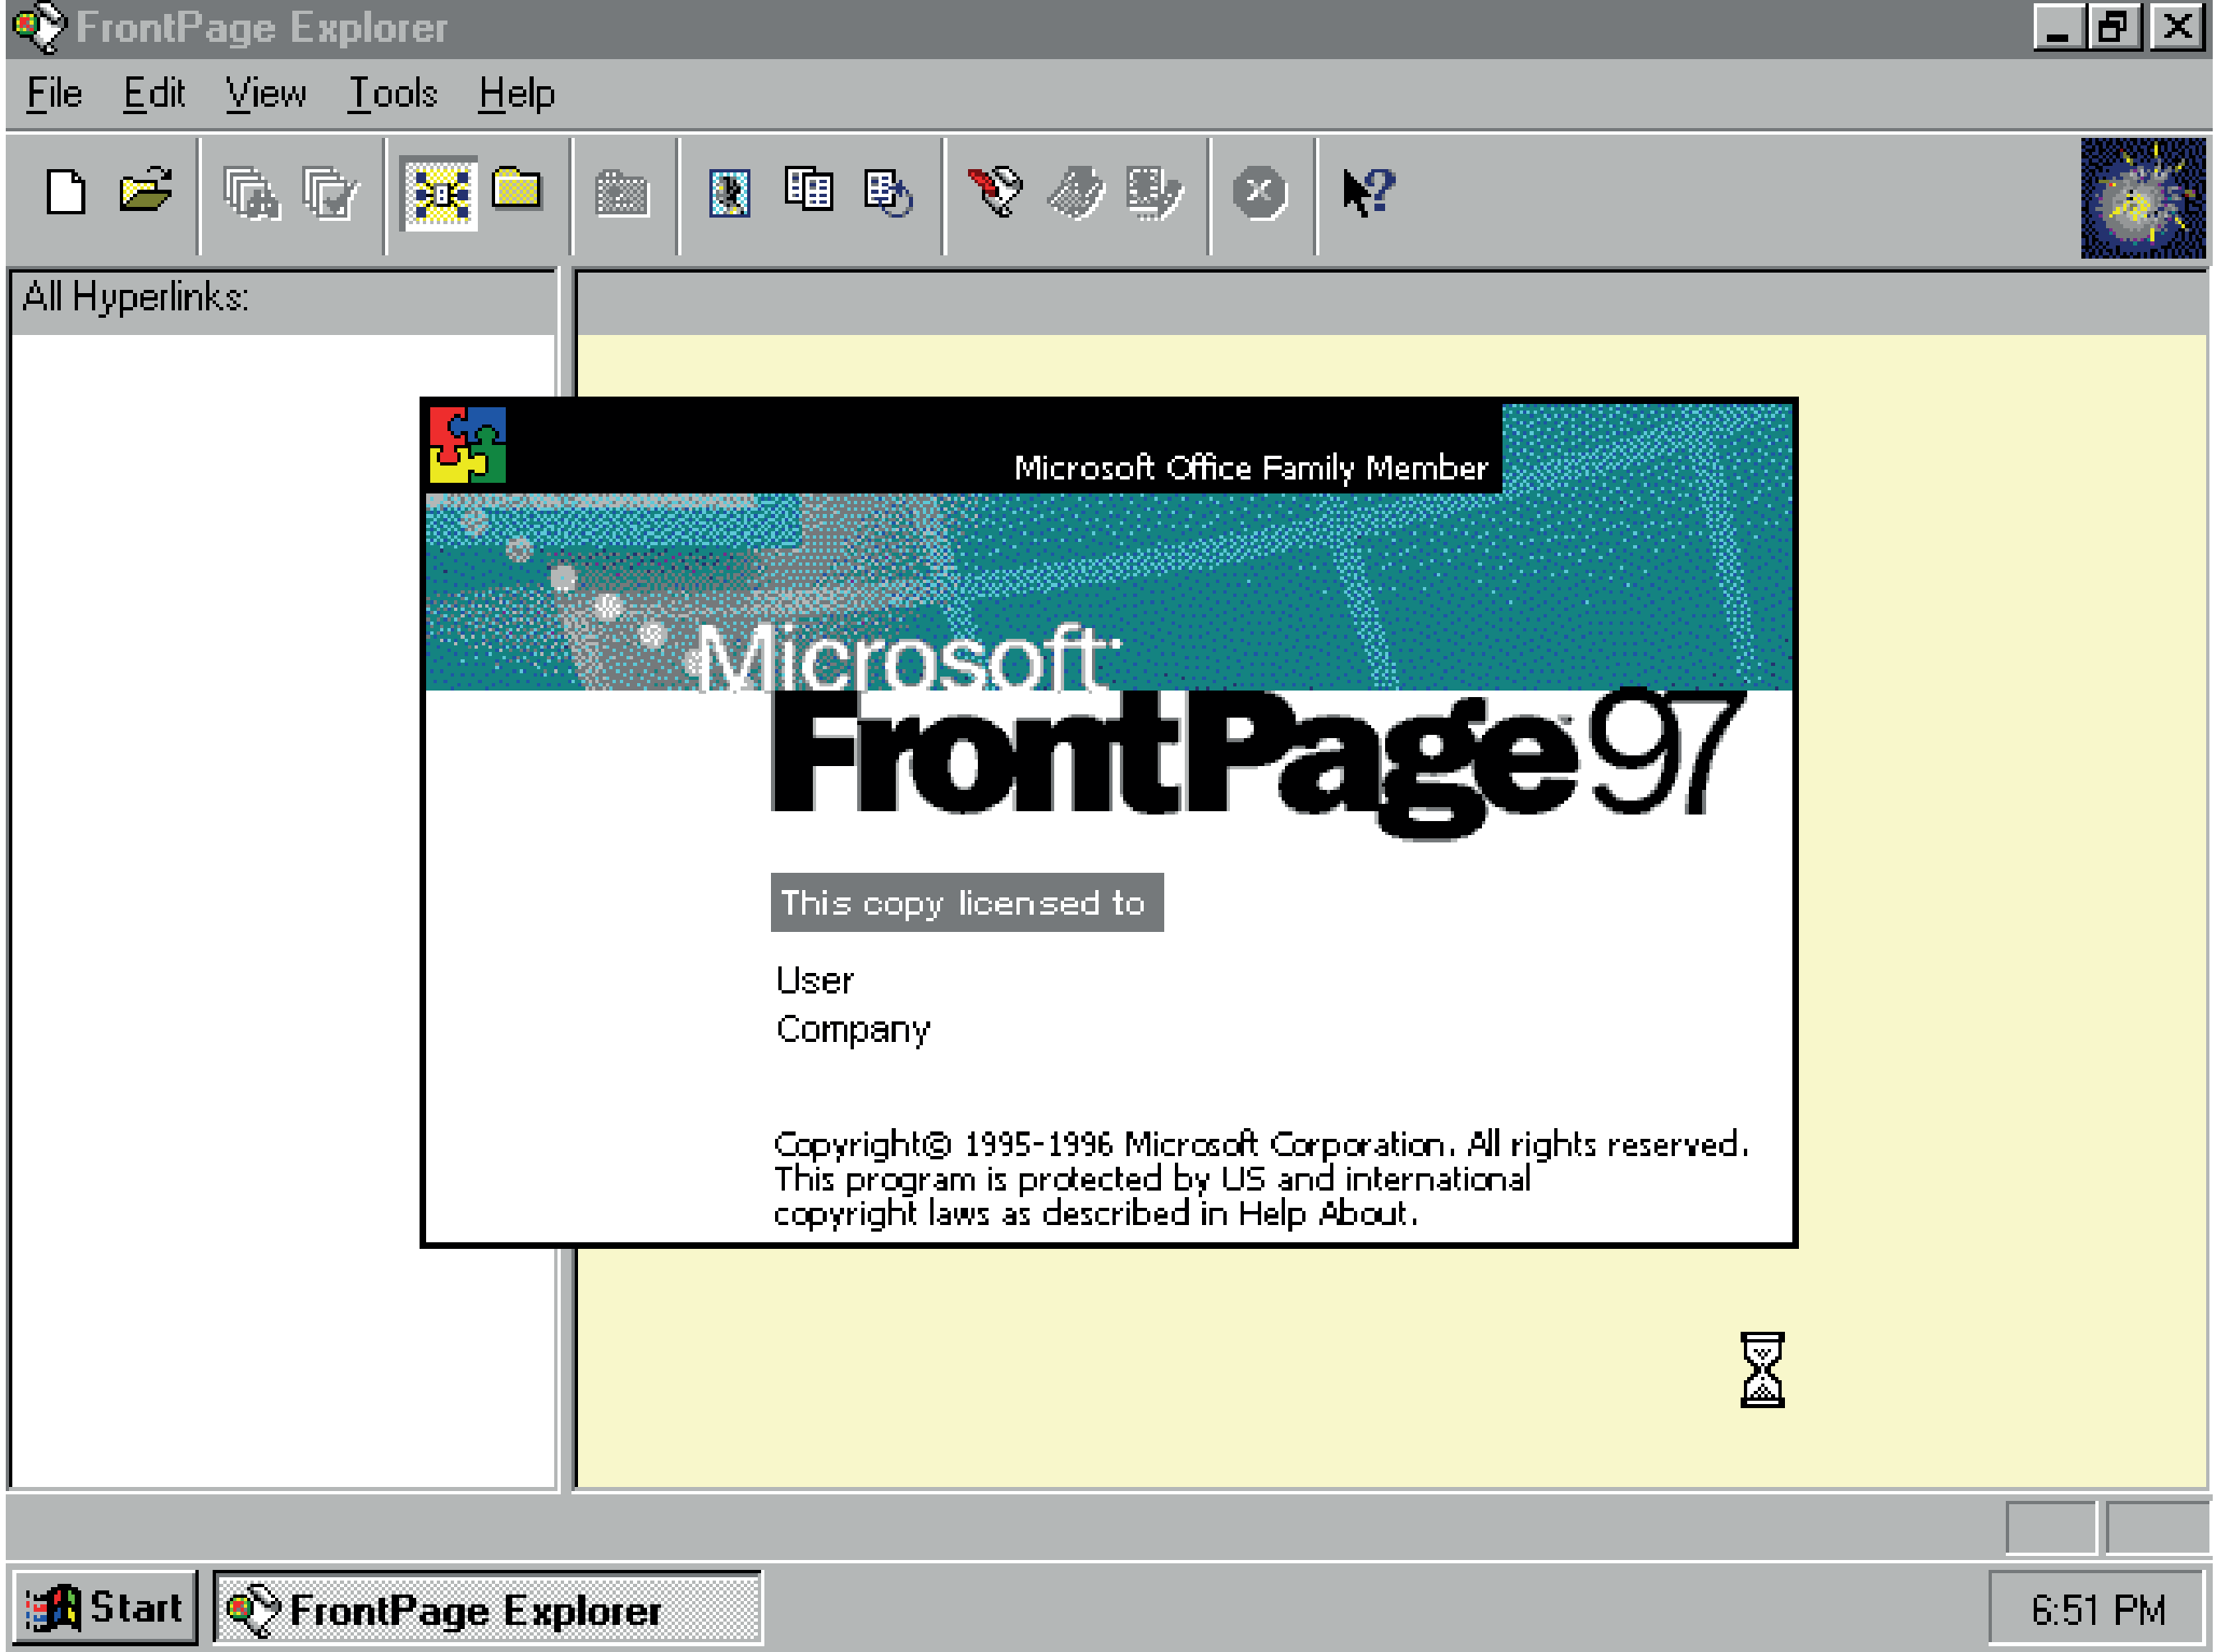 FrontPage Explorer
File Edit View Tools Help
All Hyperlinks:
Microsoft Office Family Member
Microsoft
FrontPage 97
This copy licensed to
User
Company
Copyright© 1995-1996 Microsoft Corporation. All rights reserved.
This program is protected by US and international
copyright laws as described in Help About.
Start FrontPage Explorer 6:51 PM